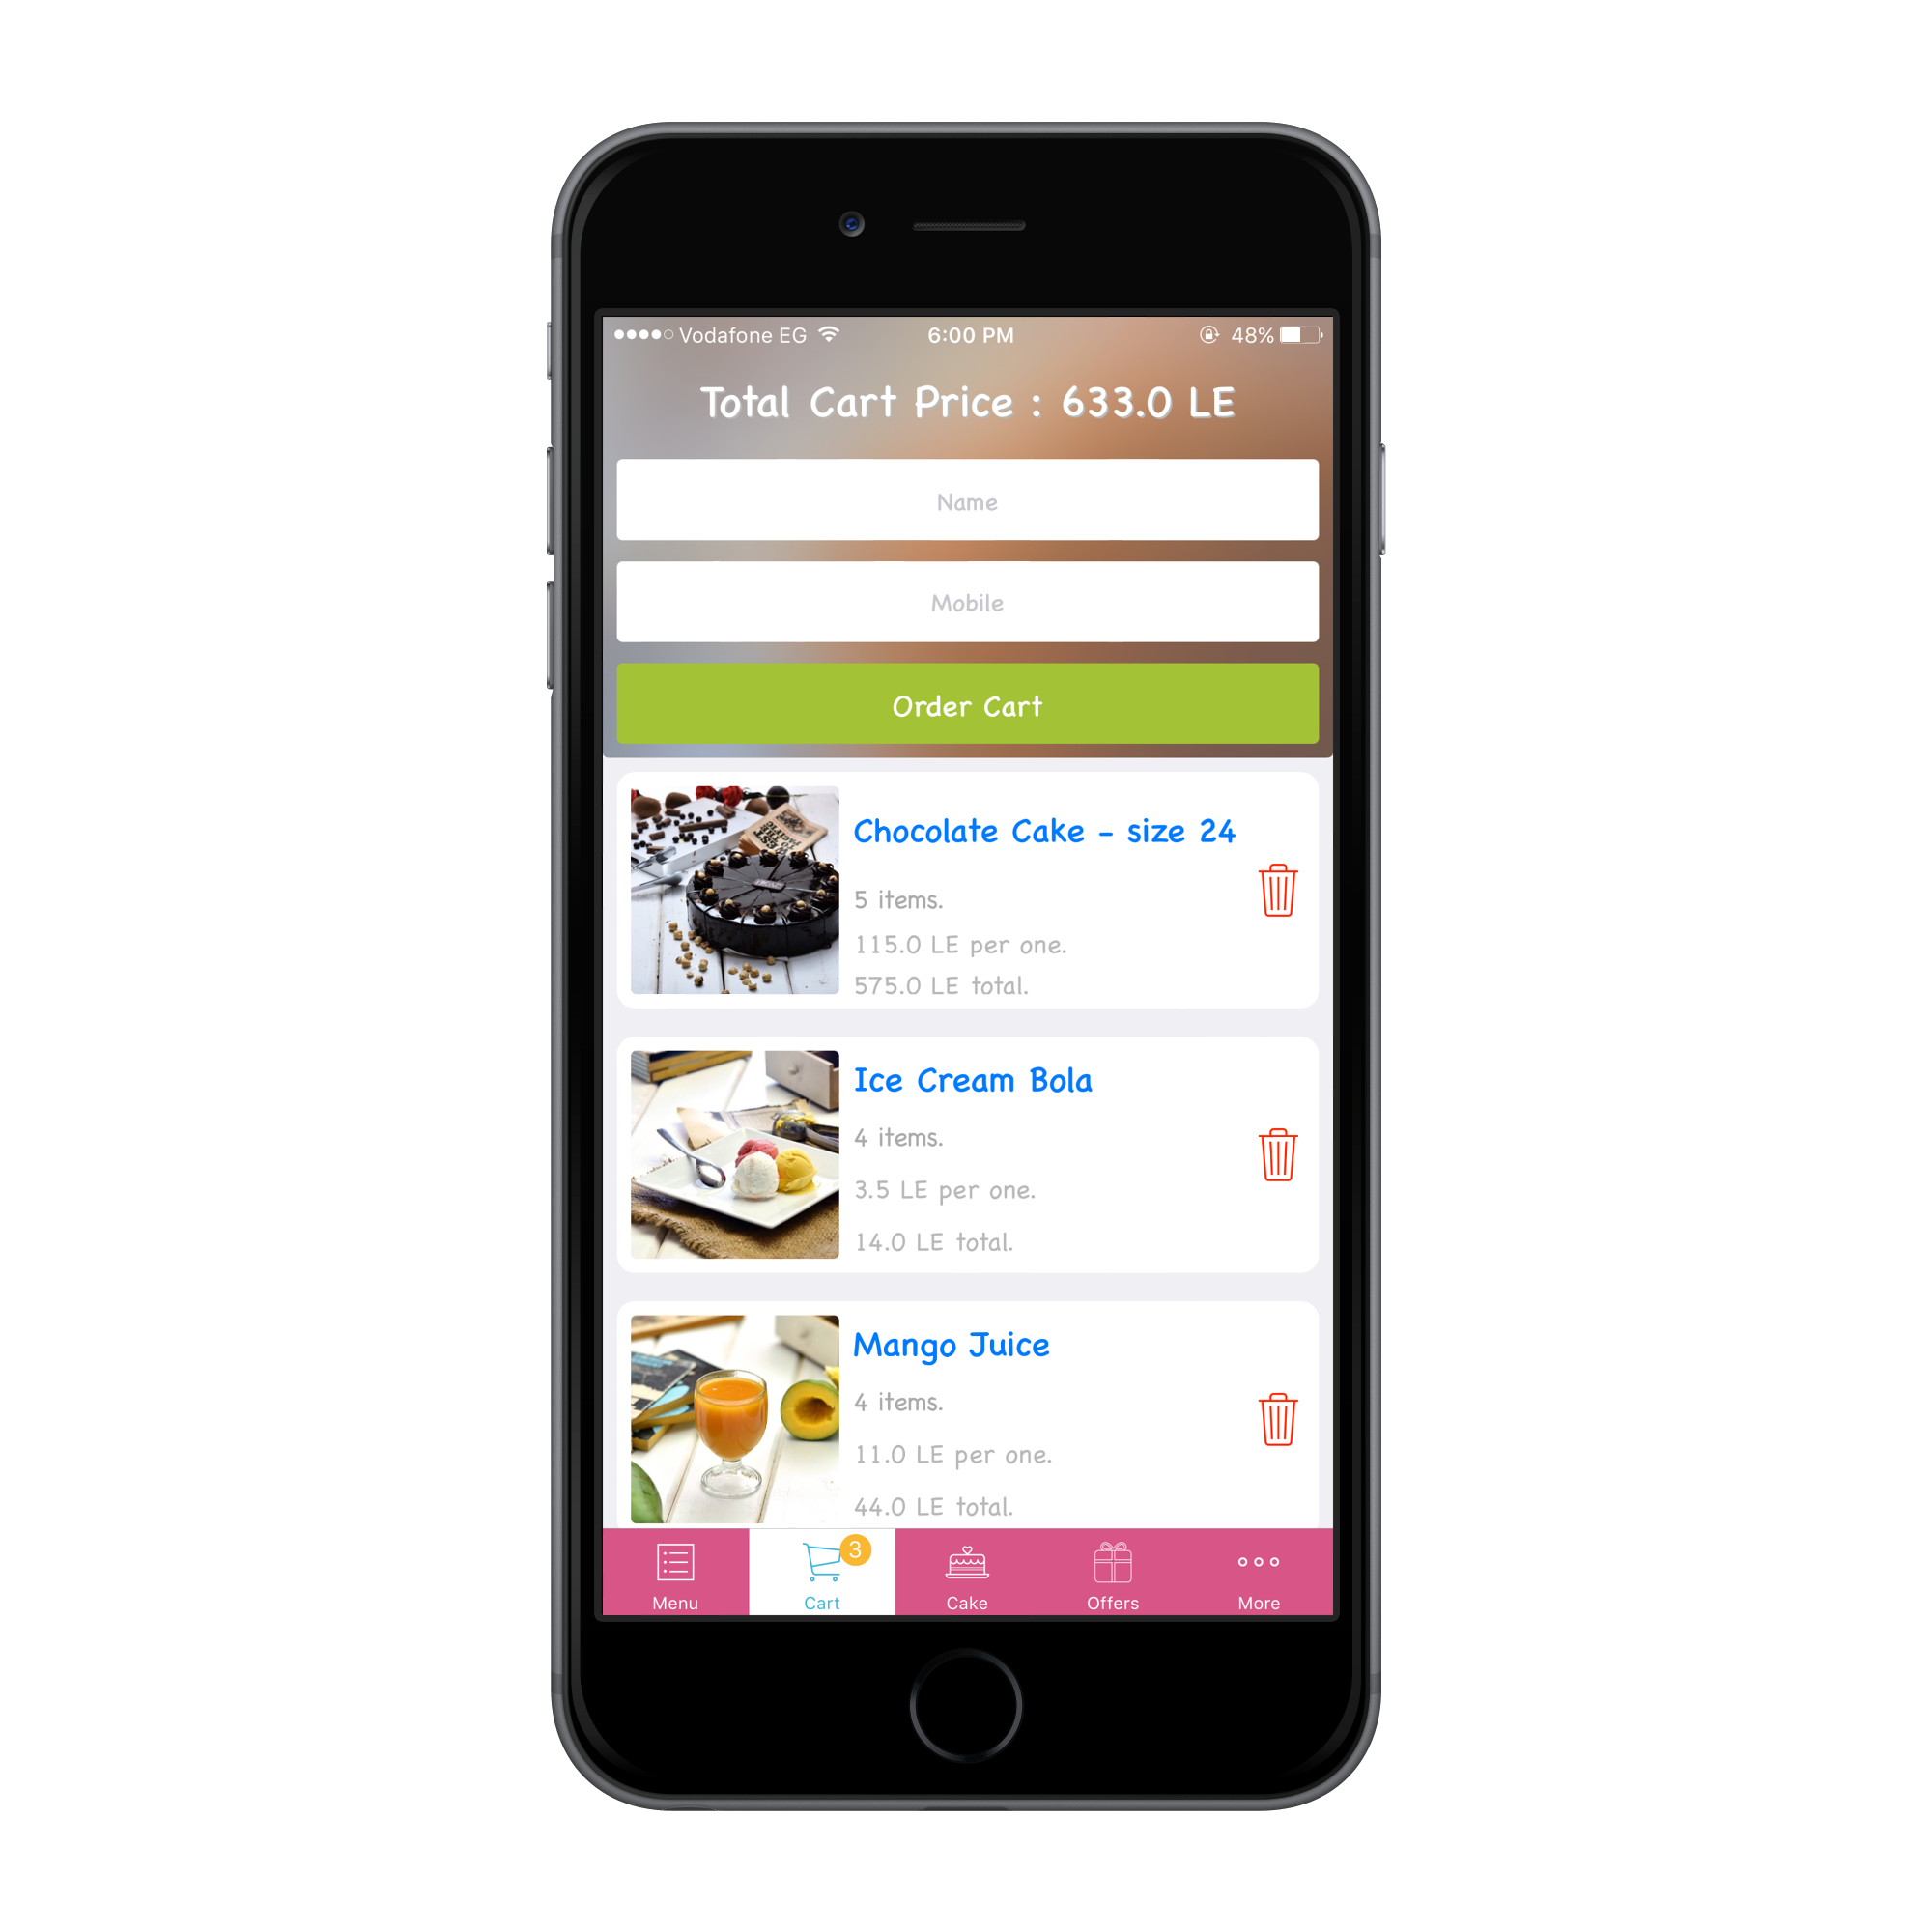 Vodafone EG 6:00 PM 48%
Total Cart Price : 633.0 LE
Name
Mobile
Order Cart
Chocolate Cake - size 24
5 items.
115.0 LE per one.
575.0 LE total.
Ice Cream Bola
4 items.
3.5 LE per one.
14.0 LE total.
Mango Juice
4 items.
11.0 LE per one.
44.0 LE total.
3
Menu Cart Cake Offers More